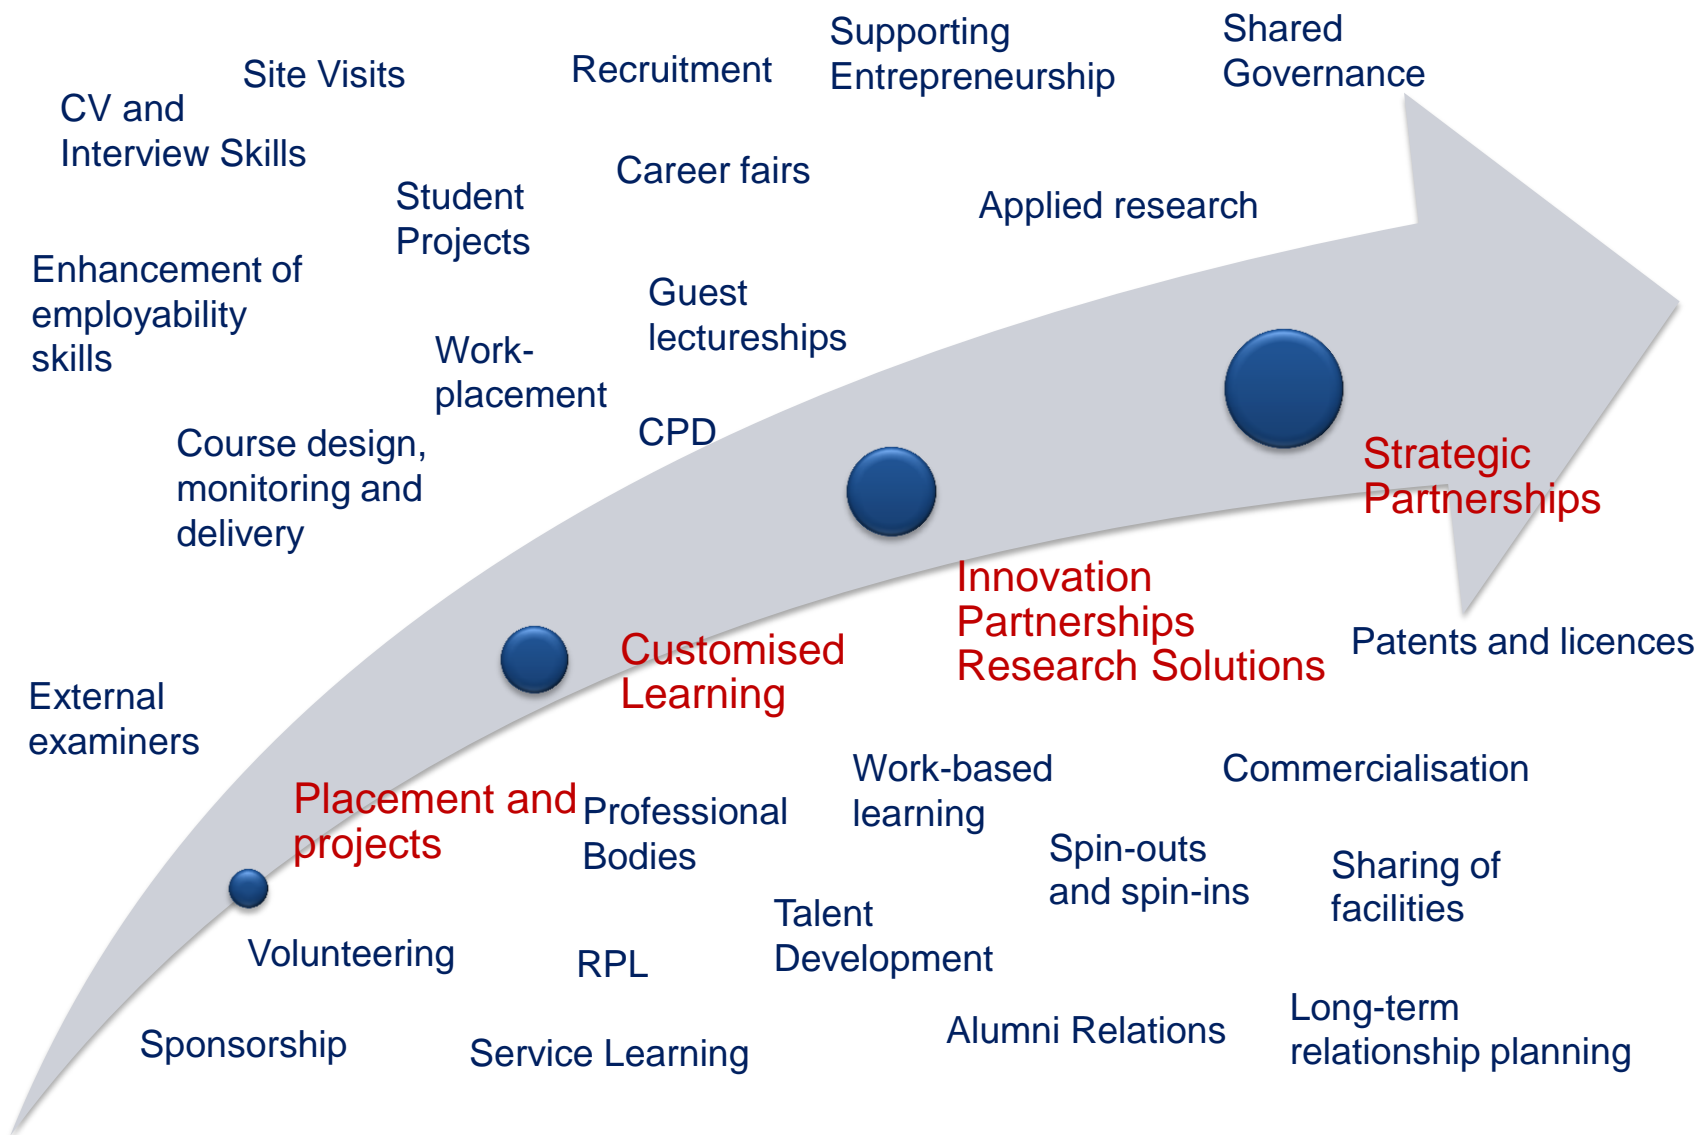 Site Visits
Recruitment
Supporting
Entrepreneurship
Shared
Governance
CV and
Interview Skills
Student
Projects
Career fairs
Applied research
Enhancement of
employability
skills
Work-
placement
Guest
lectureships
CPD
Course design,
monitoring and
delivery
Strategic
Partnerships
Innovation
Partnerships
Research Solutions
Patents and licences
Customised
Learning
External
examiners
Placement and
projects
Professional
Bodies
Work-based
learning
Commercialisation
Spin-outs
and spin-ins
Sharing of
facilities
Talent
Development
Volunteering
RPL
Sponsorship
Service Learning
Alumni Relations
Long-term
relationship planning